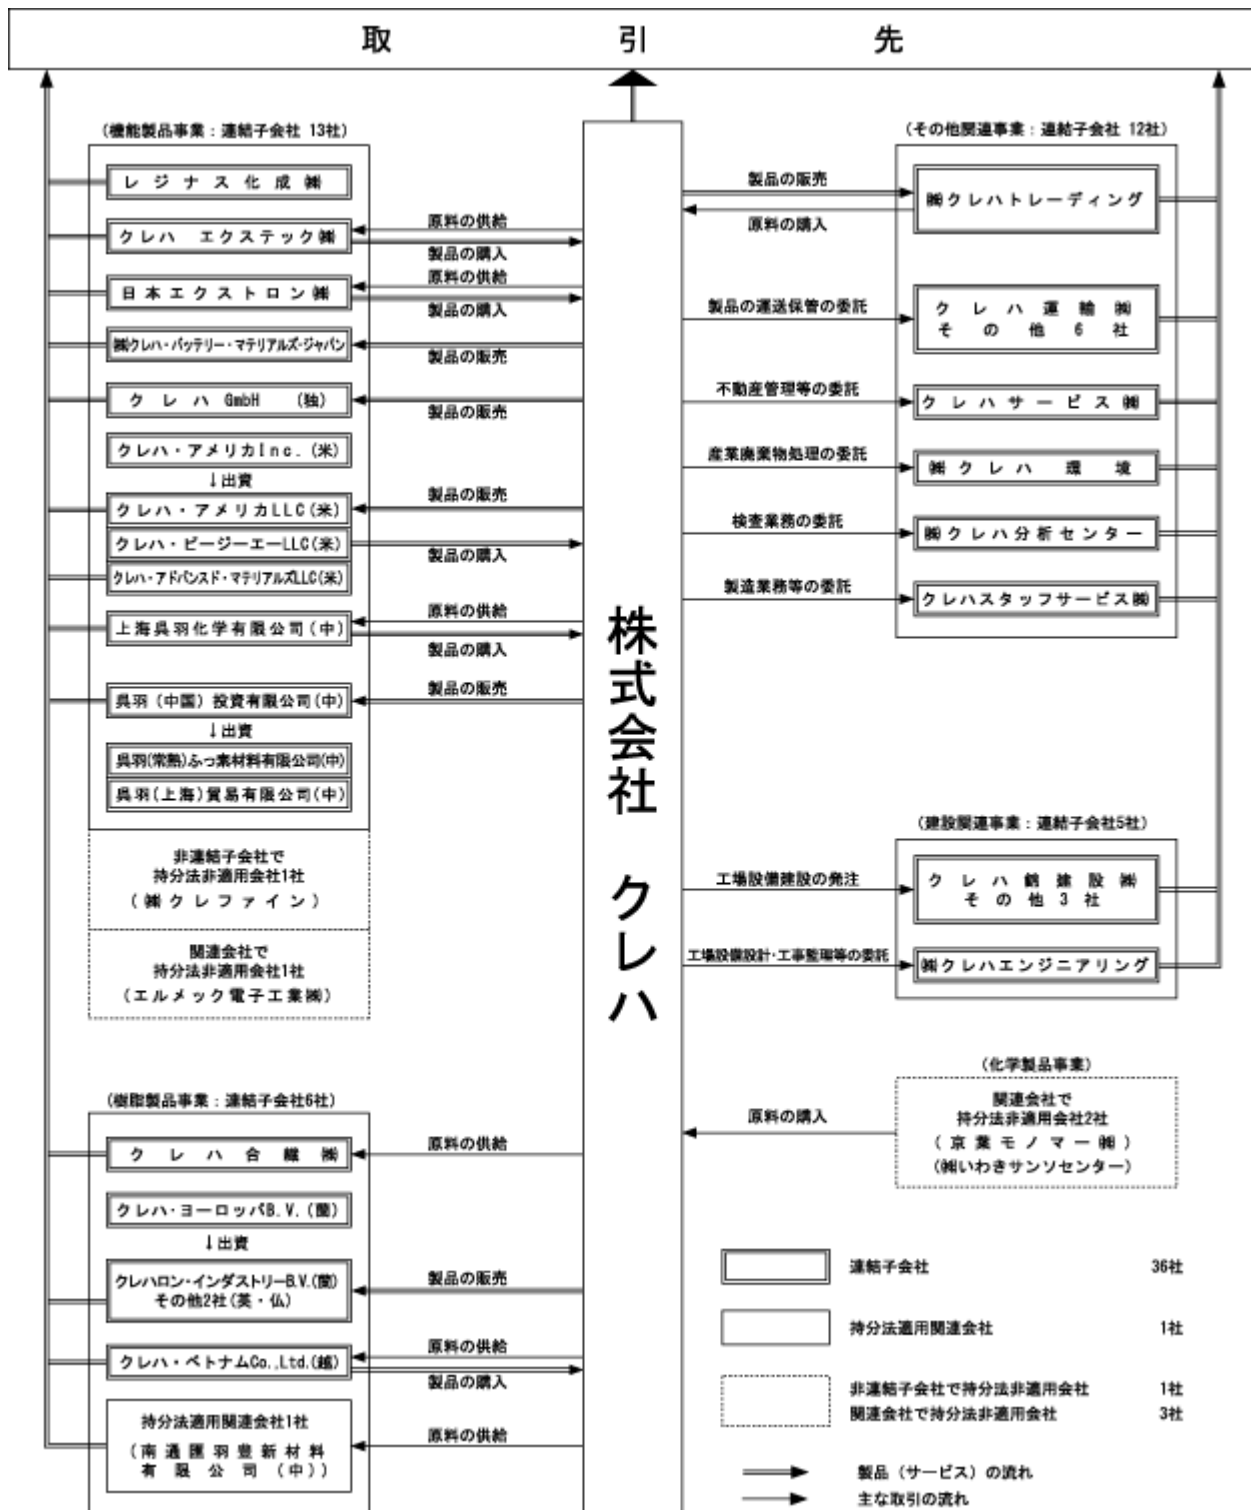 取引先
(機能製品事業：連結子会社 13社)
レジナス化成㈱
クレハ エクステック㈱
原料の供給
製品の購入
日本エクストロン㈱
原料の供給
製品の購入
㈱クレハ・バッテリー・マテリアルズ・ジャパン
製品の販売
クレハ GmbH (独)
製品の販売
クレハ・アメリカInc.(米)
↓出資
クレハ・アメリカLLC(米)
製品の販売
クレハ・ピージーエーLLC(米)
製品の購入
クレハ・アドバンスド・マテリアルズLLC(米)
上海呉羽化学有限公司(中)
原料の供給
製品の購入
呉羽（中国）投資有限公司(中)
製品の販売
↓出資
呉羽(常熟)ふっ素材料有限公司(中)
呉羽(上海)貿易有限公司(中)
非連結子会社で
持分法非適用会社1社
(㈱クレファイン)
関連会社で
持分法非適用会社1社
(エルメック電子工業㈱)
(樹脂製品事業：連結子会社6社)
クレハ合繊㈱
原料の供給
クレハ・ヨーロッパB.V.(蘭)
↓出資
クレハロン・インダストリーB.V.(蘭)
その他2社(英・仏)
製品の販売
クレハ・ベトナムCo.,Ltd.(越)
原料の供給
製品の購入
持分法適用関連会社1社
(南通匯羽豊新材料
有限公司(中))
原料の供給
株式会社 クレハ
(その他関連事業：連結子会社 12社)
製品の販売
㈱クレハトレーディング
原料の購入
製品の運送保管の委託
クレハ運輸㈱
その他6社
不動産管理等の委託
クレハサービス㈱
産業廃棄物処理の委託
㈱クレハ環境
検査業務の委託
㈱クレハ分析センター
製造業務等の委託
クレハスタッフサービス㈱
(建設関連事業：連結子会社5社)
工場設備建設の発注
クレハ錦建設㈱
その他3社
工場設備設計・工事監理等の委託
㈱クレハエンジニアリング
(化学製品事業)
原料の購入
関連会社で
持分法非適用会社2社
(京葉モノマー㈱)
(㈱いわきサンソセンター)
連結子会社 36社
持分法適用関連会社 1社
非連結子会社で持分法非適用会社 1社
関連会社で持分法非適用会社 3社
製品（サービス）の流れ
主な取引の流れ